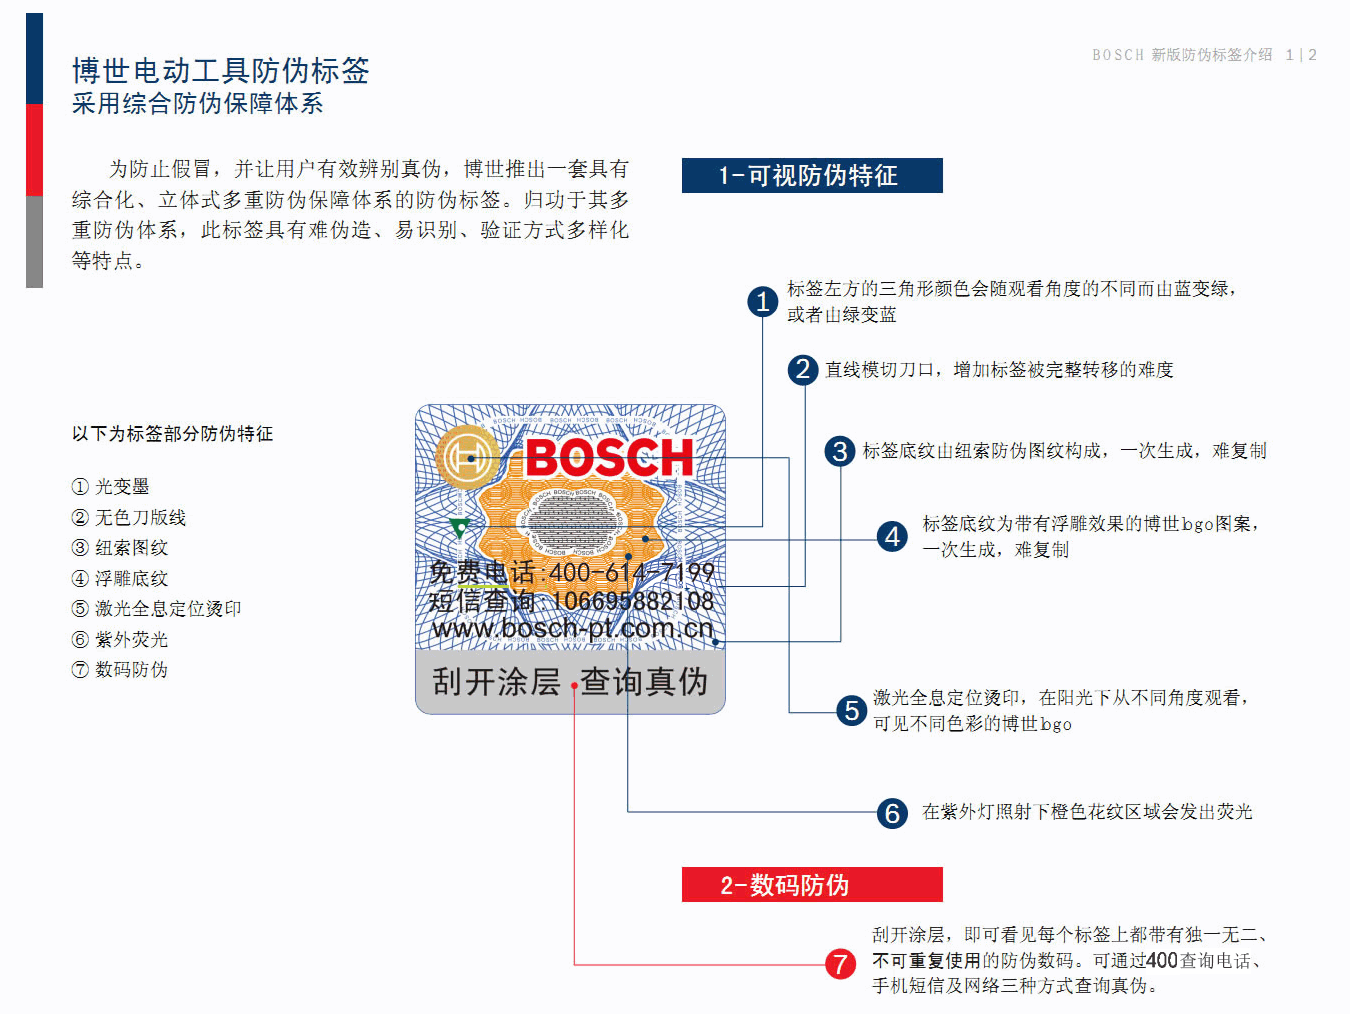 BOSCH 新版防伪标签介绍 1 | 2
博世电动工具防伪标签
采用综合防伪保障体系
为防止假冒，并让用户有效辨别真伪，博世推出一套具有
综合化、立体式多重防伪保障体系的防伪标签。归功于其多
重防伪体系，此标签具有难伪造、易识别、验证方式多样化
等特点。
1-可视防伪特征
1 标签左方的三角形颜色会随观看角度的不同而由蓝变绿，
或者由绿变蓝
2 直线模切刀口，增加标签被完整转移的难度
3 标签底纹由纽索防伪图纹构成，一次生成，难复制
4 标签底纹为带有浮雕效果的博世logo图案，
一次生成，难复制
5 激光全息定位烫印，在阳光下从不同角度观看，
可见不同色彩的博世logo
6 在紫外灯照射下橙色花纹区域会发出荧光
以下为标签部分防伪特征
① 光变墨
② 无色刀版线
③ 纽索图纹
④ 浮雕底纹
⑤ 激光全息定位烫印
⑥ 紫外荧光
⑦ 数码防伪
BOSCH
免费电话:400-614-7199
短信查询:106695882108
www.bosch-pt.com.cn
刮开涂层 查询真伪
2-数码防伪
7 刮开涂层，即可看见每个标签上都带有独一无二、
不可重复使用的防伪数码。可通过400查询电话、
手机短信及网络三种方式查询真伪。